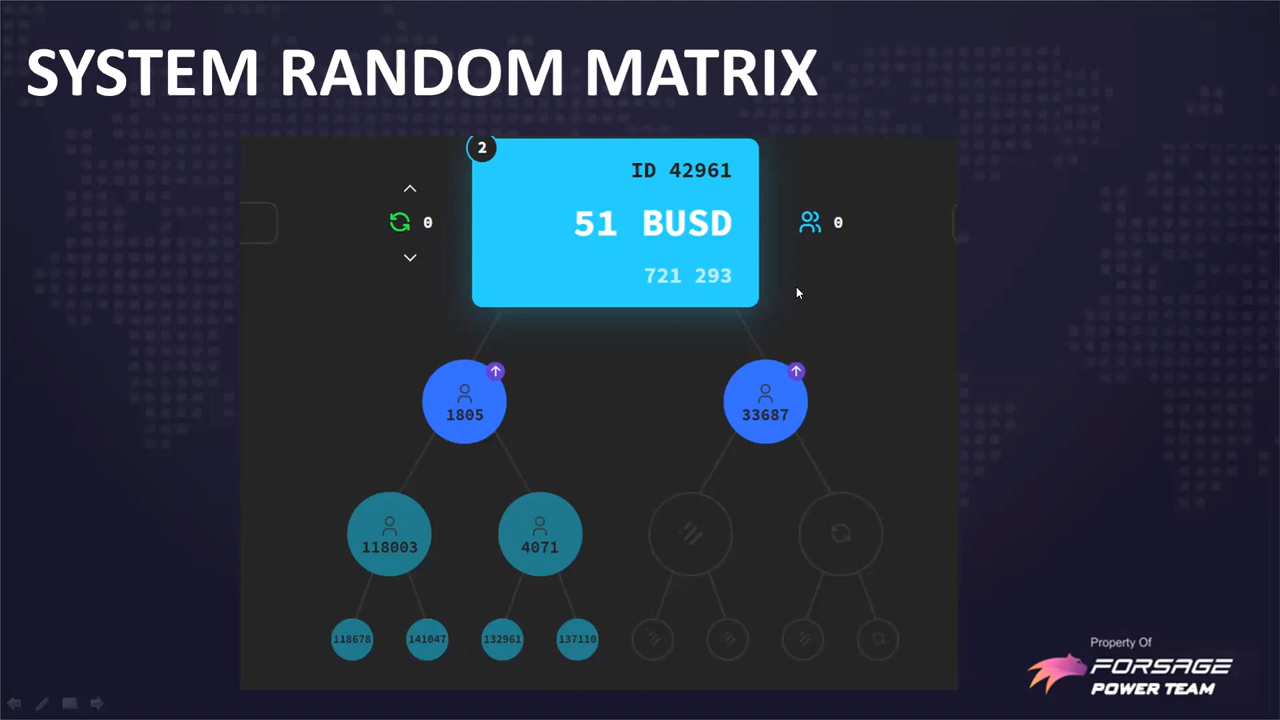 SYSTEM RANDOM MATRIX
2
ID 42961
0
51 BUSD
0
721 293
1805
33687
118003
4071
118678
141047
132961
137110
Property Of
FORSAGE
POWER TEAM